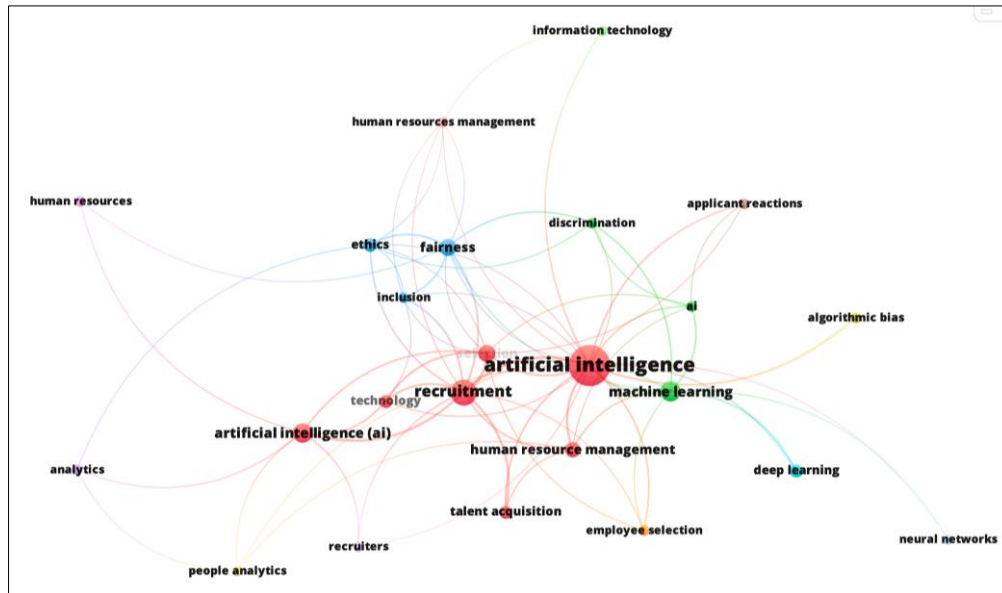 information technology
human resources management
human resources
applicant reactions
discrimination
ethics
fairness
inclusion
ai
algorithmic bias
selection
artificial intelligence
recruitment
machine learning
technology
artificial intelligence (ai)
human resource management
analytics
deep learning
talent acquisition
employee selection
neural networks
recruiters
people analytics